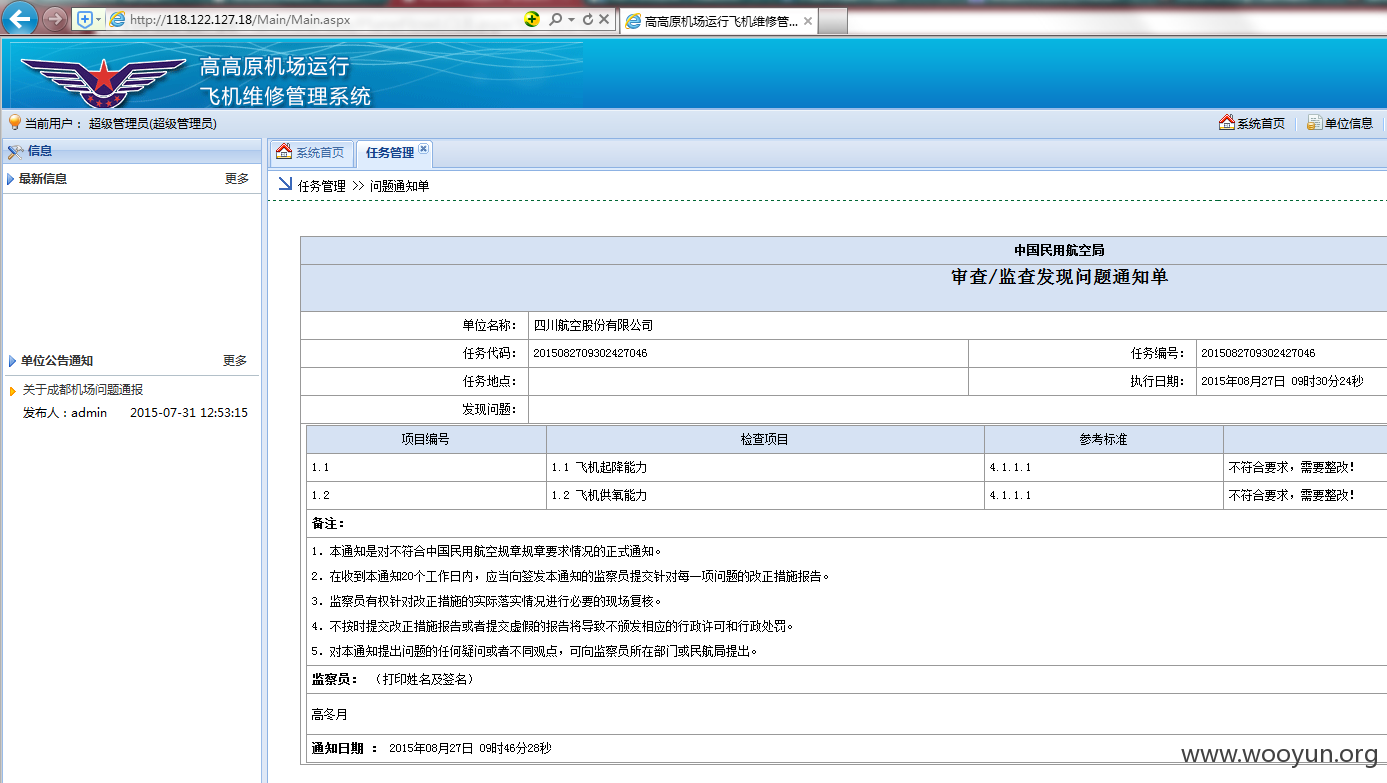 http://118.122.127.18/Main/Main.aspx
高高原机场运行飞机维修管...
高高原机场运行
飞机维修管理系统
当前用户： 超级管理员(超级管理员)
系统首页
单位信息
信息
系统首页
任务管理
最新信息
更多
任务管理 >> 问题通知单
中国民用航空局
审查/监查发现问题通知单
单位名称： 四川航空股份有限公司
任务代码： 2015082709302427046 任务编号： 2015082709302427046
任务地点： 执行日期： 2015年08月27日 09时30分24秒
发现问题：
单位公告通知
更多
关于成都机场问题通报
发布人：admin 2015-07-31 12:53:15
项目编号 检查项目 参考标准
1.1 1.1 飞机起降能力 4.1.1.1 不符合要求，需要整改！
1.2 1.2 飞机供氧能力 4.1.1.1 不符合要求，需要整改！
备注：
1. 本通知是对不符合中国民用航空规章规章要求情况的正式通知。
2. 在收到本通知20个工作日内，应当向签发本通知的监察员提交针对每一项问题的改正措施报告。
3. 监察员有权针对改正措施的实际落实情况进行必要的现场复核。
4. 不按时提交改正措施报告或者提交虚假的报告将导致不颁发相应的行政许可和行政处罚。
5. 对本通知提出问题的任何疑问或者不同观点，可向监察员所在部门或民航局提出。
监察员： （打印姓名及签名）
高冬月
通知日期 ： 2015年08月27日 09时46分28秒
www.wooyun.org